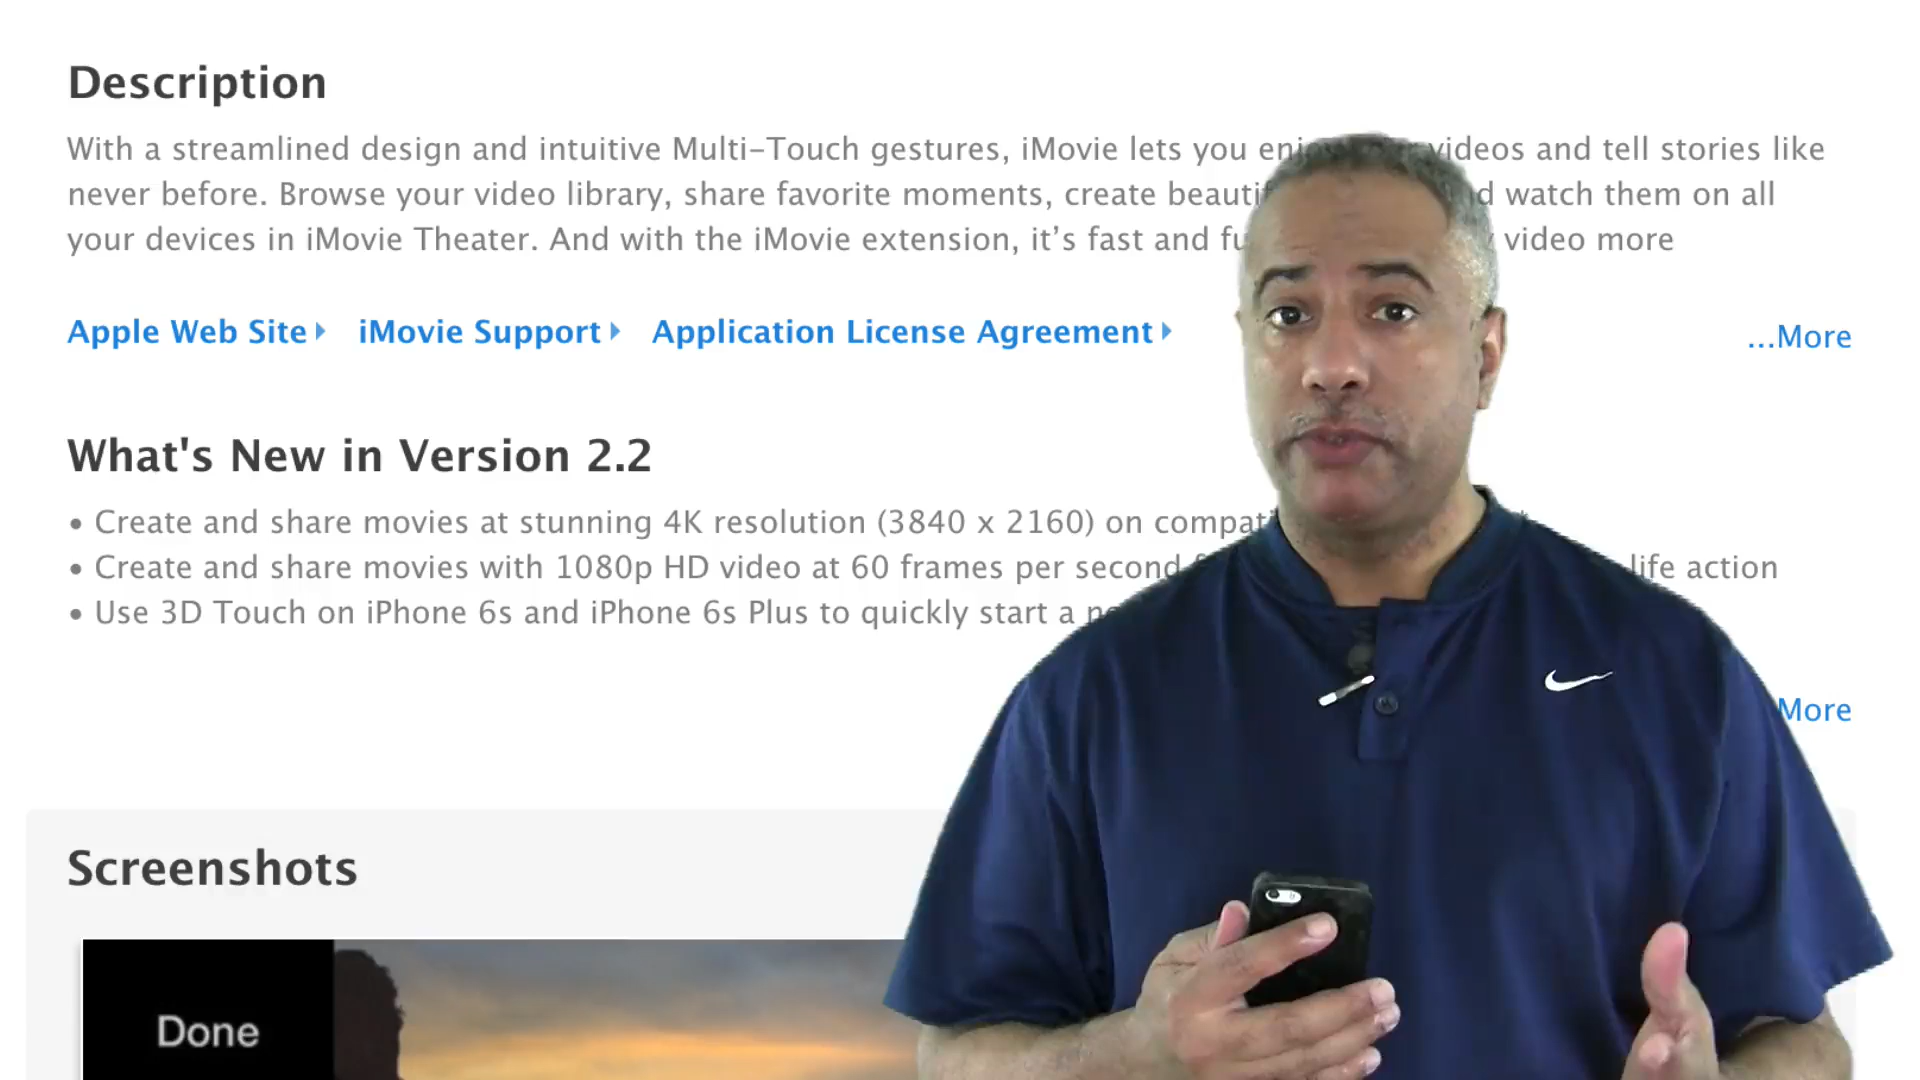 Description
With a streamlined design and intuitive Multi-Touch gestures, iMovie lets you videos and tell stories like
never before. Browse your video library, share favorite moments, create watch them on all
your devices in iMovie Theater. And with the iMovie extension, it's fast and video more
Apple Web Site iMovie Support Application License Agreement ...More
What's New in Version 2.2
• Create and share movies at stunning 4K resolution (3840 x 2160) on
• Create and share movies with 1080p HD video at 60 frames per second life action
• Use 3D Touch on iPhone 6s and iPhone 6s Plus to quickly start a
More
Screenshots
Done